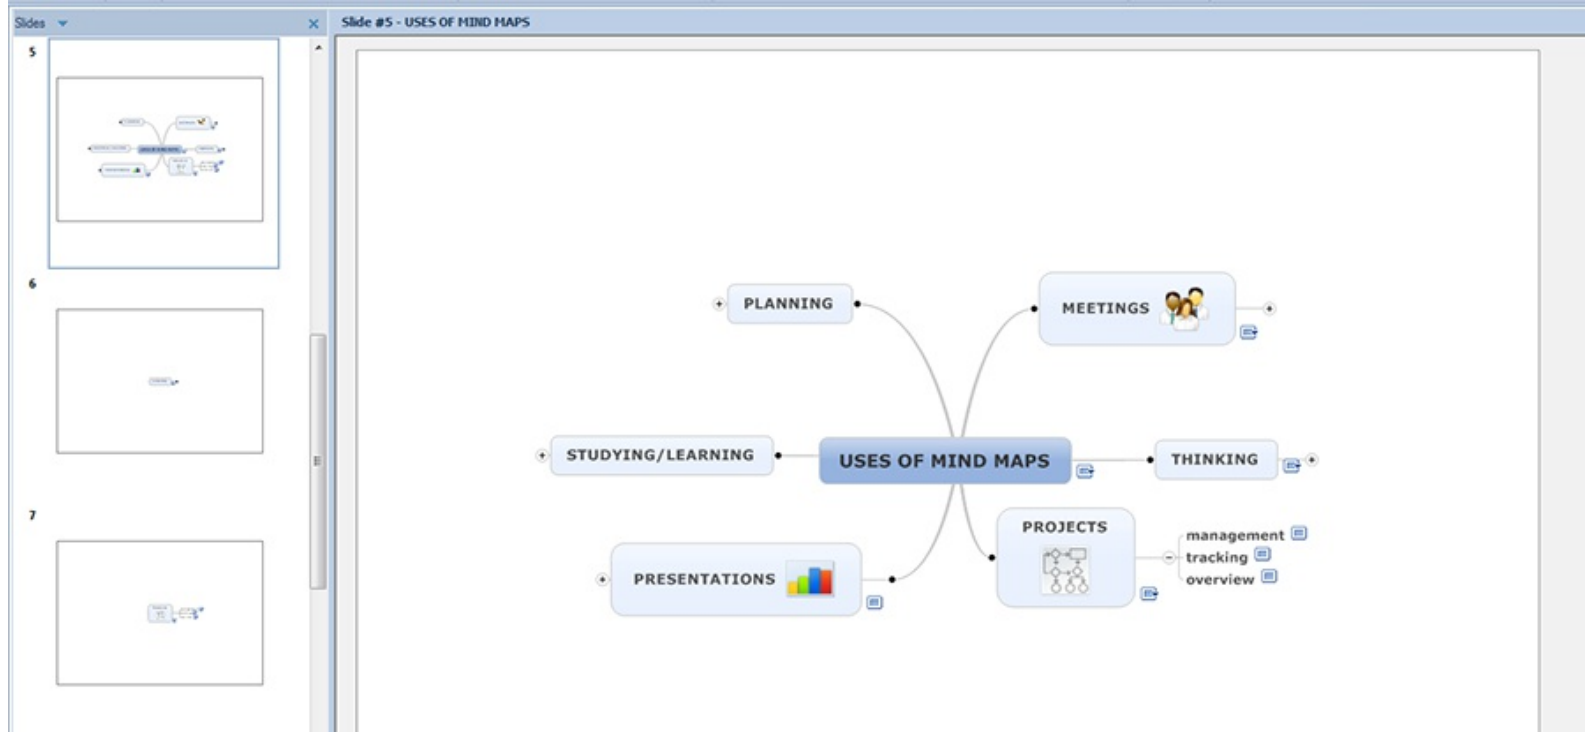 Slides
Slide #5 - USES OF MIND MAPS
5
6
7
PLANNING
MEETINGS
STUDYING/LEARNING
USES OF MIND MAPS
THINKING
PROJECTS
management
tracking
overview
PRESENTATIONS